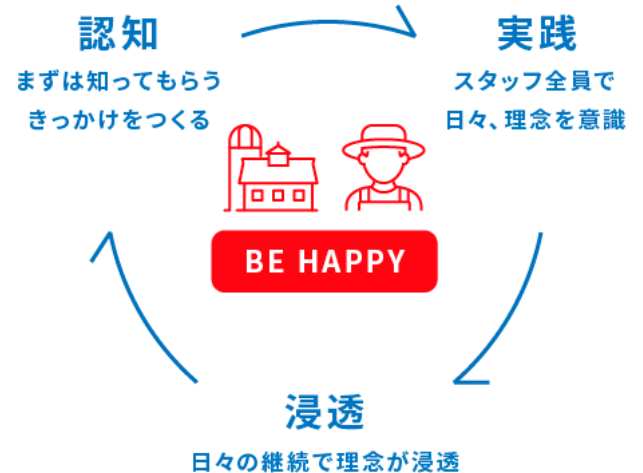 認知
まずは知ってもらう
きっかけをつくる
実践
スタッフ全員で
日々、理念を意識
BE HAPPY
浸透
日々の継続で理念が浸透